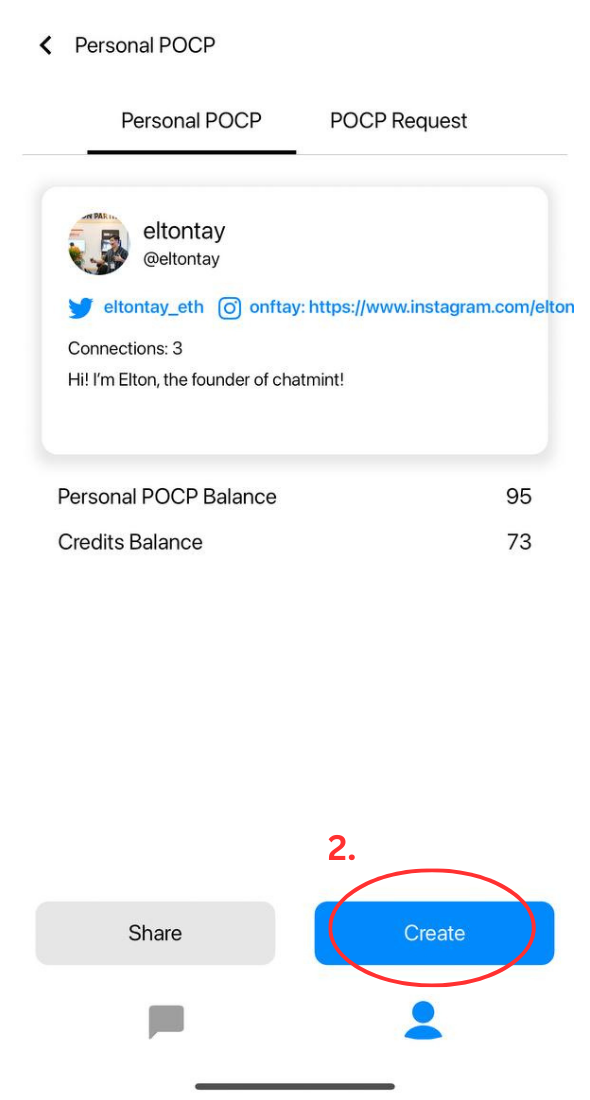 Personal POCP
Personal POCP POCP Request
eltontay
@eltontay
eltontay_eth onftay: https://www.instagram.com/elton
Connections: 3
Hi! I'm Elton, the founder of chatmint!
Personal POCP Balance 95
Credits Balance 73
2.
Share Create